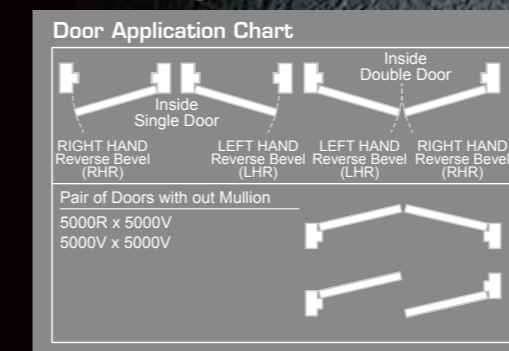 Door Application Chart
Inside
Single Door
Inside
Double Door
RIGHT HAND
Reverse Bevel
(RHR)
LEFT HAND
Reverse Bevel
(LHR)
LEFT HAND
Reverse Bevel
(LHR)
RIGHT HAND
Reverse Bevel
(RHR)
Pair of Doors with out Mullion
5000R x 5000V
5000V x 5000V